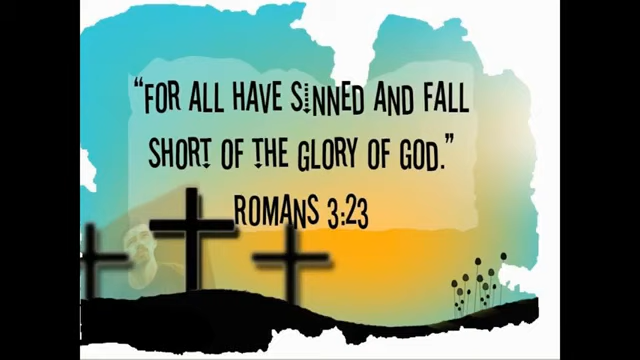 “FOR ALL HAVE SINNED AND FALL
SHORT OF THE GLORY OF GOD.”
ROMANS 3:23